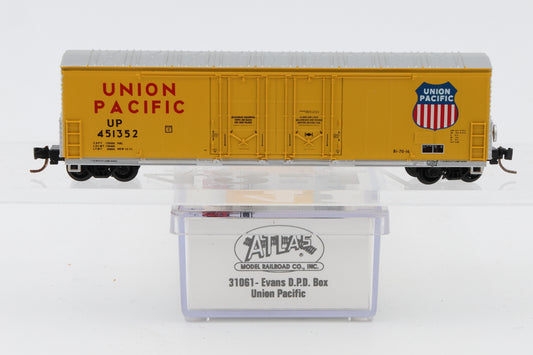 UNION
PACIFIC
UP
451352
UNION
PACIFIC
ATLAS
MODEL RAILROAD CO., INC.
31061- Evans D.P.D. Box
Union Pacific